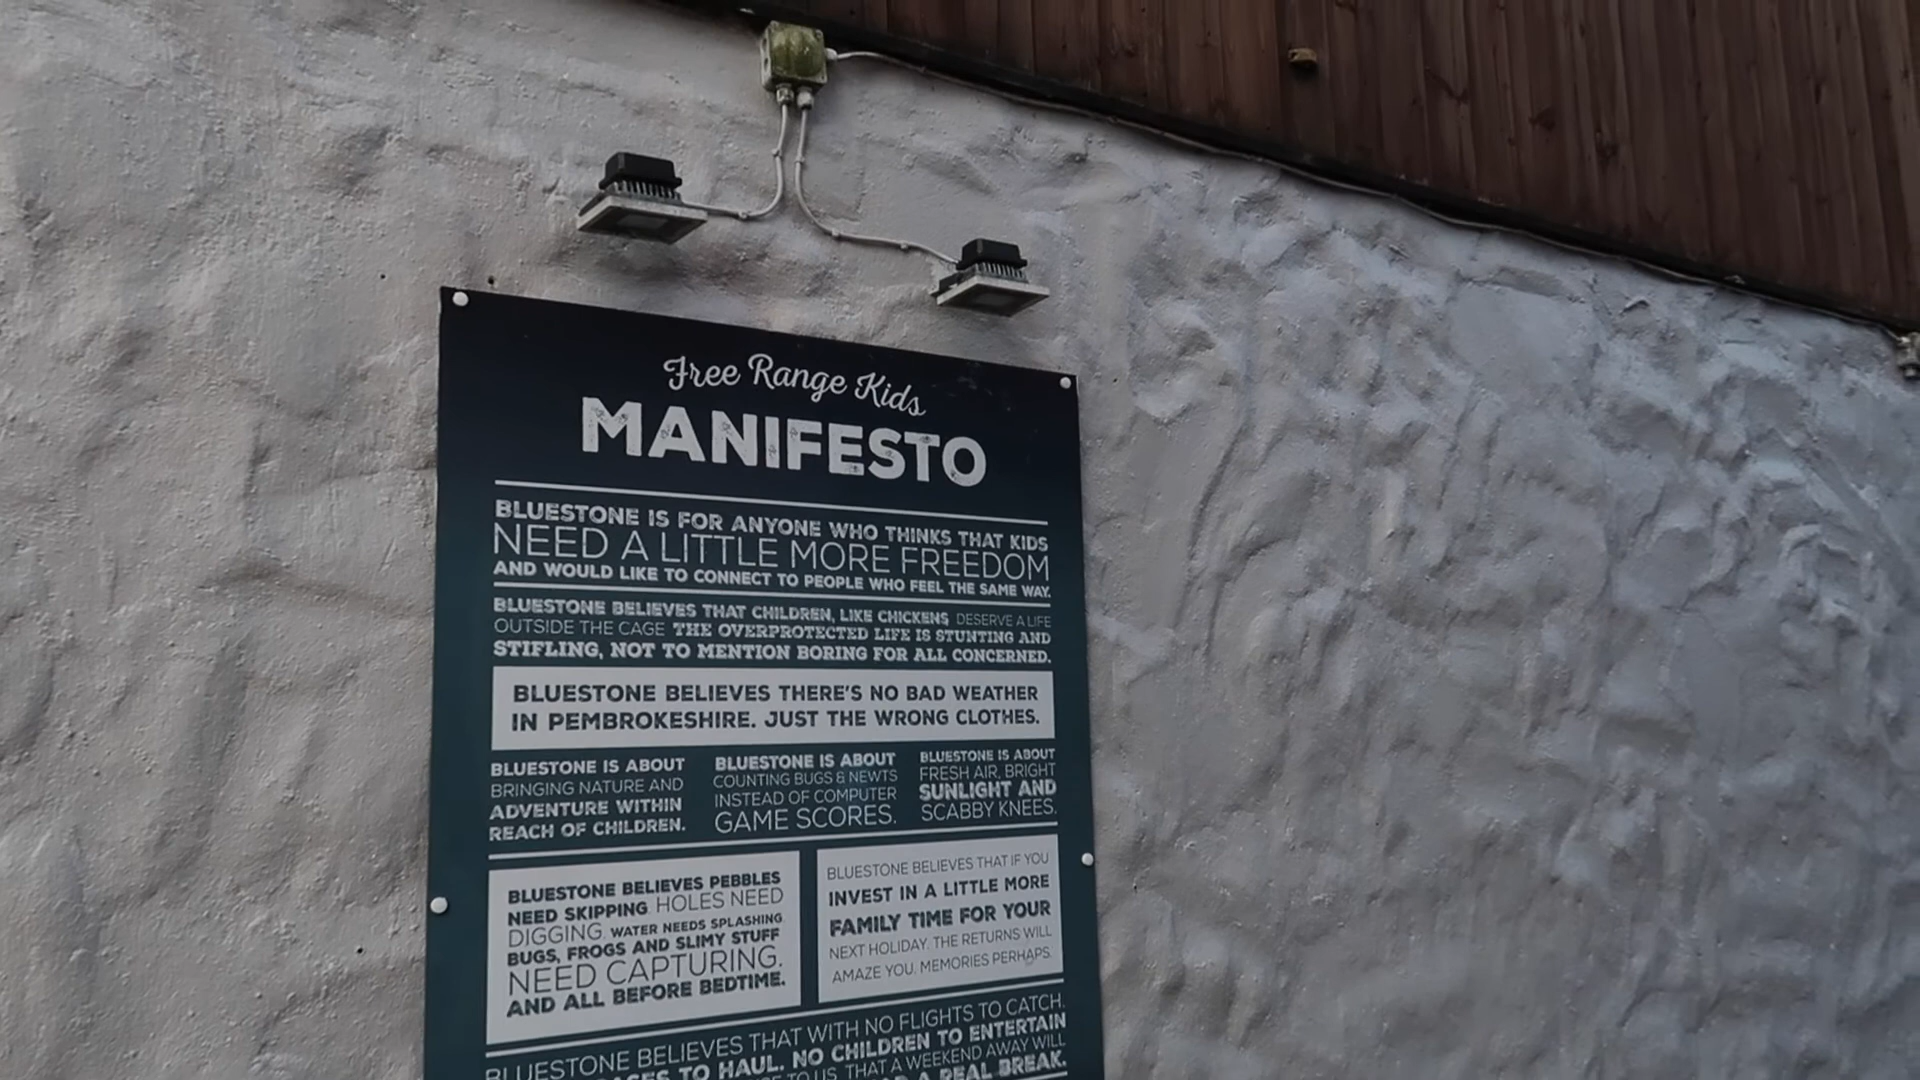 Free Range Kids
MANIFESTO
BLUESTONE IS FOR ANYONE WHO THINKS THAT KIDS
NEED A LITTLE MORE FREEDOM
AND WOULD LIKE TO CONNECT TO PEOPLE WHO FEEL THE SAME WAY.
BLUESTONE BELIEVES THAT CHILDREN, LIKE CHICKENS DESERVE A LIFE
OUTSIDE THE CAGE THE OVERPROTECTED LIFE IS STUNTING AND
STIFLING, NOT TO MENTION BORING FOR ALL CONCERNED.
BLUESTONE BELIEVES THERE'S NO BAD WEATHER
IN PEMBROKESHIRE. JUST THE WRONG CLOTHES.
BLUESTONE IS ABOUT
BRINGING NATURE AND
ADVENTURE WITHIN
REACH OF CHILDREN.
BLUESTONE IS ABOUT
COUNTING BUGS & NEWTS
INSTEAD OF COMPUTER
GAME SCORES.
BLUESTONE IS ABOUT
FRESH AIR, BRIGHT
SUNLIGHT AND
SCABBY KNEES.
BLUESTONE BELIEVES PEBBLES
NEED SKIPPING HOLES NEED
DIGGING. WATER NEEDS SPLASHING
BUGS, FROGS AND SLIMY STUFF
NEED CAPTURING.
AND ALL BEFORE BEDTIME.
BLUESTONE BELIEVES THAT IF YOU
INVEST IN A LITTLE MORE
FAMILY TIME FOR YOUR
NEXT HOLIDAY. THE RETURNS WILL
AMAZE YOU. MEMORIES PERHAPS.
BLUESTONE BELIEVES THAT WITH NO FLIGHTS TO CATCH,
TO HAUL. NO CHILDREN TO ENTERTAIN
TO US, THAT A WEEKEND AWAY WILL
A REAL BREAK.